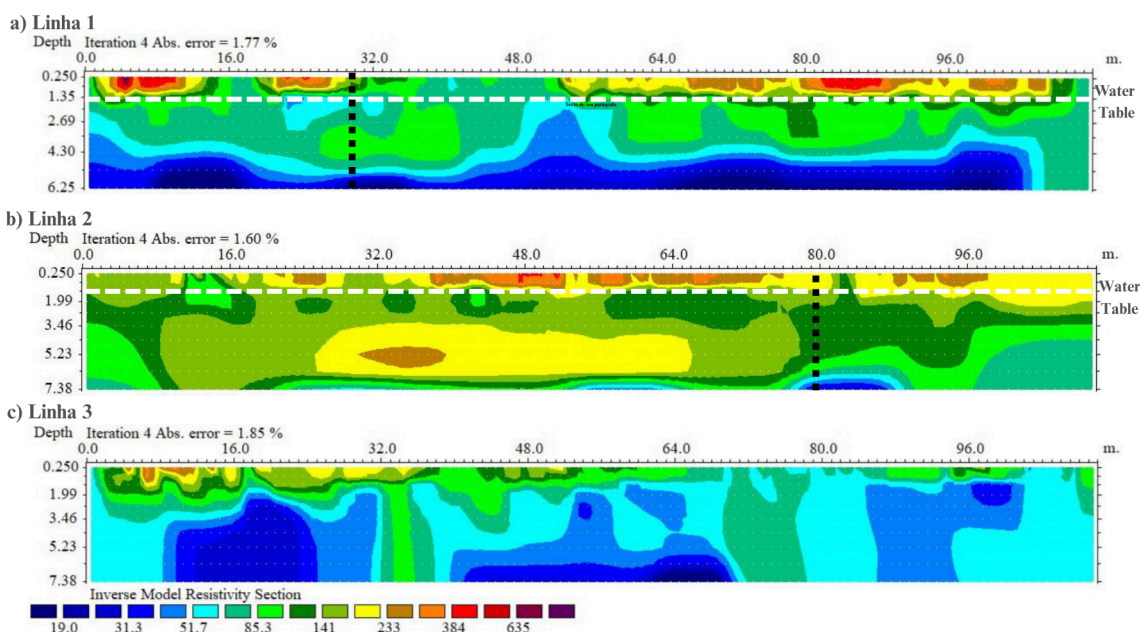 a) Linha 1
Depth Iteration 4 Abs. error = 1.77 %
0.0 16.0 32.0 48.0 64.0 80.0 96.0 m.
0.250
1.35
2.69
4.30
6.25
Water
Table
b) Linha 2
Depth Iteration 4 Abs. error = 1.60 %
0.0 16.0 32.0 48.0 64.0 80.0 96.0 m.
0.250
1.99
3.46
5.23
7.38
Water
Table
c) Linha 3
Depth Iteration 4 Abs. error = 1.85 %
0.0 16.0 32.0 48.0 64.0 80.0 96.0 m.
0.250
1.99
3.46
5.23
7.38
Inverse Model Resistivity Section
19.0 31.3 51.7 85.3 141 233 384 635